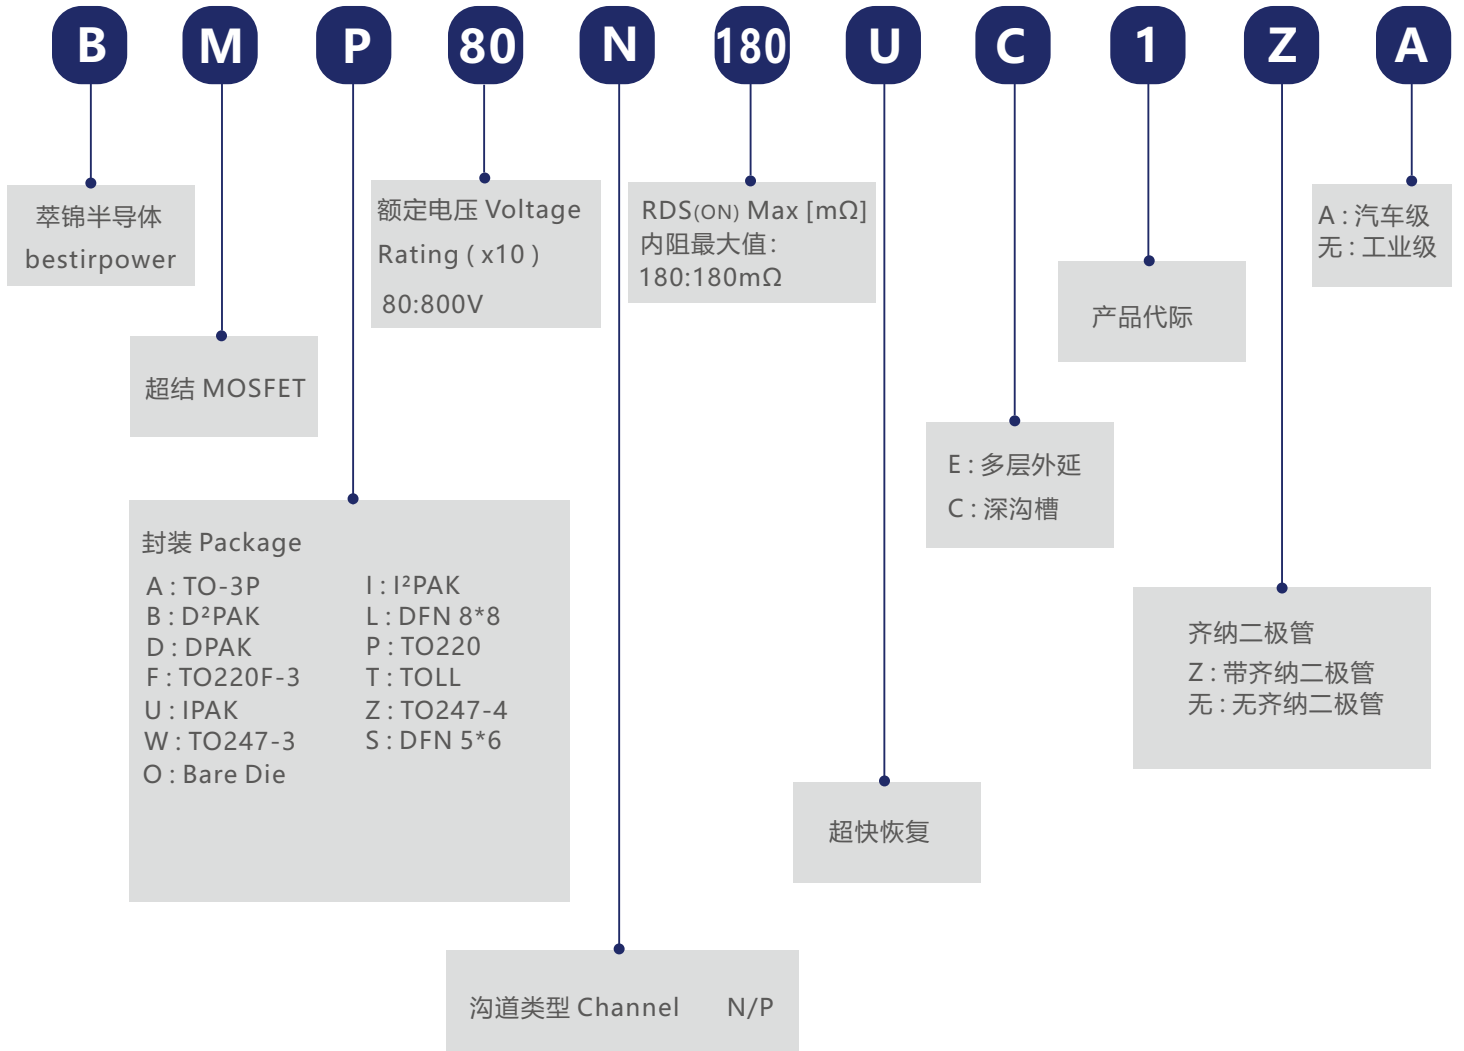 B M P 80 N 180 U C 1 Z A
萃锦半导体
bestirpower
额定电压 Voltage
Rating ( x10 )
80:800V
RDS(ON) Max [mΩ]
内阻最大值:
180:180mΩ
A : 汽车级
无 : 工业级
产品代际
超结 MOSFET
E : 多层外延
C : 深沟槽
封装 Package
A : TO-3P
B : D²PAK
D : DPAK
F : TO220F-3
U : IPAK
W : TO247-3
O : Bare Die
I : I²PAK
L : DFN 8*8
P : TO220
T : TOLL
Z : TO247-4
S : DFN 5*6
齐纳二极管
Z : 带齐纳二极管
无 : 无齐纳二极管
超快恢复
沟道类型 Channel N/P